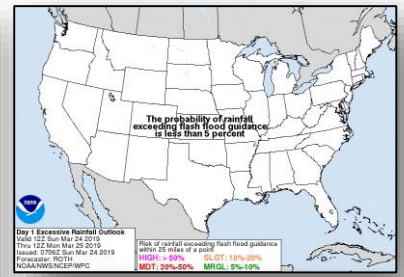 The probability of rainfall
exceeding flash flood guidance
is less than 5 percent
noaa
Day 1 Excessive Rainfall Outlook
Valid 12Z Sun Mar 24 2019
Thru 12Z Mon Mar 25 2019
Issued: 0706Z Sun Mar 24 2019
Forecaster: ROTH
NOAA/NWS/NCEP/WPC
Risk of rainfall exceeding flash flood guidance
within 25 miles of a point
HIGH: > 50% SLGT: 10%-20%
MDT: 20%-50% MRGL: 5%-10%